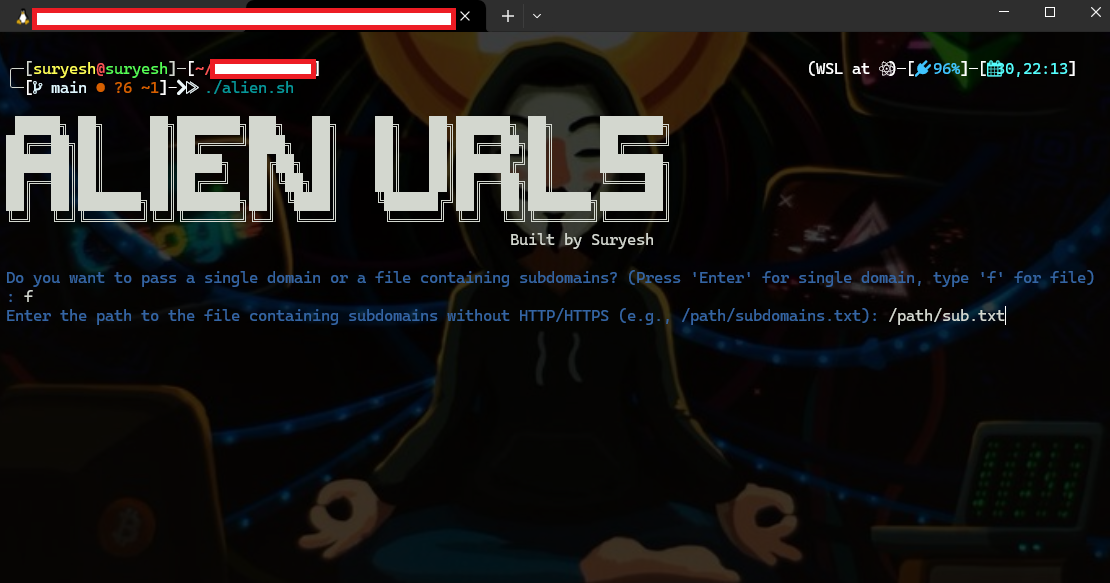 ╭─[suryesh@suryesh]─[~/ ] (WSL at ─[96%]─[30,22:13]
╰─[ main ● ?6 ~1]─ ./alien.sh
ALIEN URLS
Built by Suryesh
Do you want to pass a single domain or a file containing subdomains? (Press 'Enter' for single domain, type 'f' for file)
: f
Enter the path to the file containing subdomains without HTTP/HTTPS (e.g., /path/subdomains.txt): /path/sub.txt